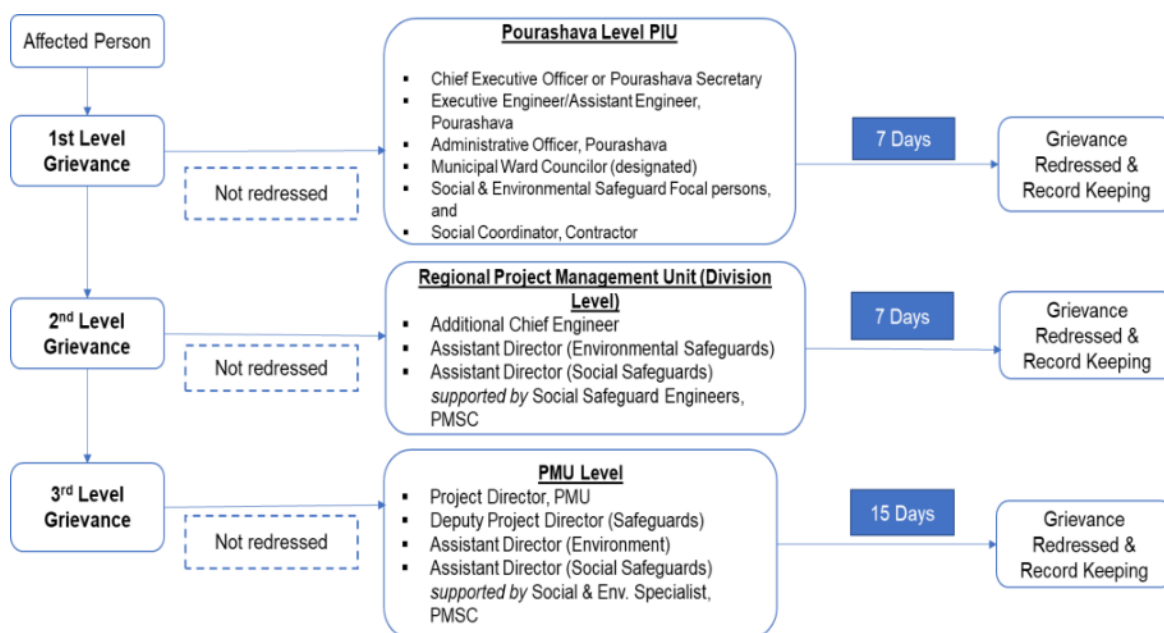 Affected Person
Pourashava Level PIU
▪ Chief Executive Officer or Pourashava Secretary
▪ Executive Engineer/Assistant Engineer,
Pourashava
▪ Administrative Officer, Pourashava
▪ Municipal Ward Councilor (designated)
▪ Social & Environmental Safeguard Focal persons,
and
▪ Social Coordinator, Contractor
1st Level
Grievance
Not redressed
7 Days
Grievance
Redressed &
Record Keeping
Regional Project Management Unit (Division
Level)
▪ Additional Chief Engineer
▪ Assistant Director (Environmental Safeguards)
▪ Assistant Director (Social Safeguards)
supported by Social Safeguard Engineers,
PMSC
2nd Level
Grievance
Not redressed
7 Days
Grievance
Redressed &
Record Keeping
PMU Level
▪ Project Director, PMU
▪ Deputy Project Director (Safeguards)
▪ Assistant Director (Environment)
▪ Assistant Director (Social Safeguards)
supported by Social & Env. Specialist,
PMSC
3rd Level
Grievance
Not redressed
15 Days
Grievance
Redressed &
Record Keeping